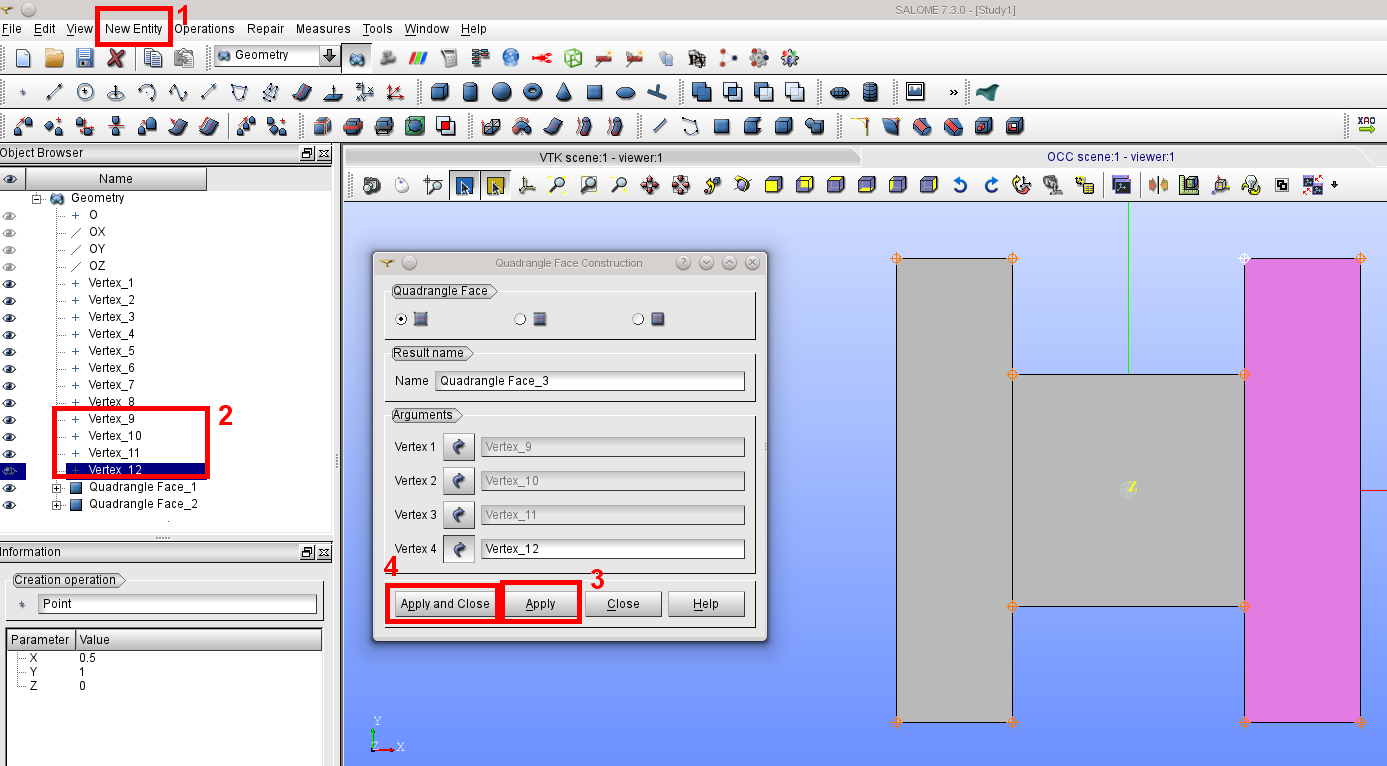 SALOME 7.3.0 - [Study1]
1
File Edit View New Entity Operations Repair Measures Tools Window Help
Geometry
»
XAO
Object Browser
VTK scene:1 - viewer:1
OCC scene:1 - viewer:1
Name
Geometry
O
OX
OY
OZ
Vertex_1
Vertex_2
Vertex_3
Vertex_4
Vertex_5
Vertex_6
Vertex_7
Vertex_8
Vertex_9
Vertex_10
Vertex_11
Vertex_12
2
Quadrangle Face_1
Quadrangle Face_2
Information
Creation operation
Point
Parameter Value
X 0.5
Y 1
Z 0
Quadrangle Face Construction
Quadrangle Face
Result name
Name Quadrangle Face_3
Arguments
Vertex 1 Vertex_9
Vertex 2 Vertex_10
Vertex 3 Vertex_11
Vertex 4 Vertex_12
4
3
Apply and Close Apply Close Help
Z
Y
Z X